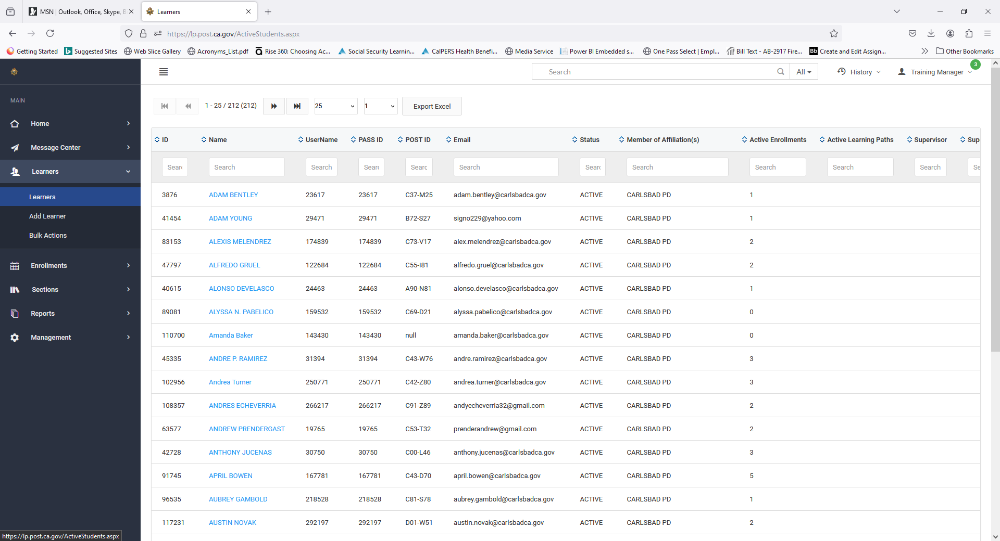 MSN | Outlook, Office, Skype, B
Learners
https://lp.post.ca.gov/ActiveStudents.aspx
Getting Started Suggested Sites Web Slice Gallery Acronyms_List.pdf Rise 360: Choosing Ac... Social Security Learnin... CalPERS Health Benefi... Media Service Power BI Embedded s... One Pass Select | Empl... Bill Text - AB-2917 Fire... Bb Create and Edit Assign... Other Bookmarks
Search All History Training Manager 3
MAIN
Home
Message Center
Learners
Learners
Add Learner
Bulk Actions
Enrollments
Sections
Reports
Management
1 - 25 / 212 (212) 25 1 Export Excel
ID Name UserName PASS ID POST ID Email Status Member of Affiliation(s) Active Enrollments Active Learning Paths Supervisor Supe
Searc Search Search Searc Searc Search Searc Search Search Search Search Se
3876 ADAM BENTLEY 23617 23617 C37-M25 adam.bentley@carlsbadca.gov ACTIVE CARLSBAD PD 1
41454 ADAM YOUNG 29471 29471 B72-S27 signo229@yahoo.com ACTIVE CARLSBAD PD 1
83153 ALEXIS MELENDREZ 174839 174839 C73-V17 alex.melendrez@carlsbadca.gov ACTIVE CARLSBAD PD 2
47797 ALFREDO GRUEL 122684 122684 C55-I81 alfredo.gruel@carlsbadca.gov ACTIVE CARLSBAD PD 2
40615 ALONSO DEVELASCO 24463 24463 A90-N81 alonso.develasco@carlsbadca.gov ACTIVE CARLSBAD PD 1
89081 ALYSSA N. PABELICO 159532 159532 C69-D21 alyssa.pabelico@carlsbadca.gov ACTIVE CARLSBAD PD 0
110700 Amanda Baker 143430 143430 null amanda.baker@carlsbadca.gov ACTIVE CARLSBAD PD 0
45335 ANDRE P. RAMIREZ 31394 31394 C43-W76 andre.ramirez@carlsbadca.gov ACTIVE CARLSBAD PD 3
102956 Andrea Turner 250771 250771 C42-Z80 andrea.turner@carlsbadca.gov ACTIVE CARLSBAD PD 3
108357 ANDRES ECHEVERRIA 266217 266217 C91-Z89 andyecheverria32@gmail.com ACTIVE CARLSBAD PD 2
63577 ANDREW PRENDERGAST 19765 19765 C53-T32 prenderandrew@gmail.com ACTIVE CARLSBAD PD 2
42728 ANTHONY JUCENAS 30750 30750 C00-L46 anthony.jucenas@carlsbadca.gov ACTIVE CARLSBAD PD 3
91745 APRIL BOWEN 167781 167781 C43-D70 april.bowen@carlsbadca.gov ACTIVE CARLSBAD PD 5
96535 AUBREY GAMBOLD 218528 218528 C81-S78 aubrey.gambold@carlsbadca.gov ACTIVE CARLSBAD PD 1
117231 AUSTIN NOVAK 292197 292197 D01-W51 austin.novak@carlsbadca.gov ACTIVE CARLSBAD PD 2
https://lp.post.ca.gov/ActiveStudents.aspx